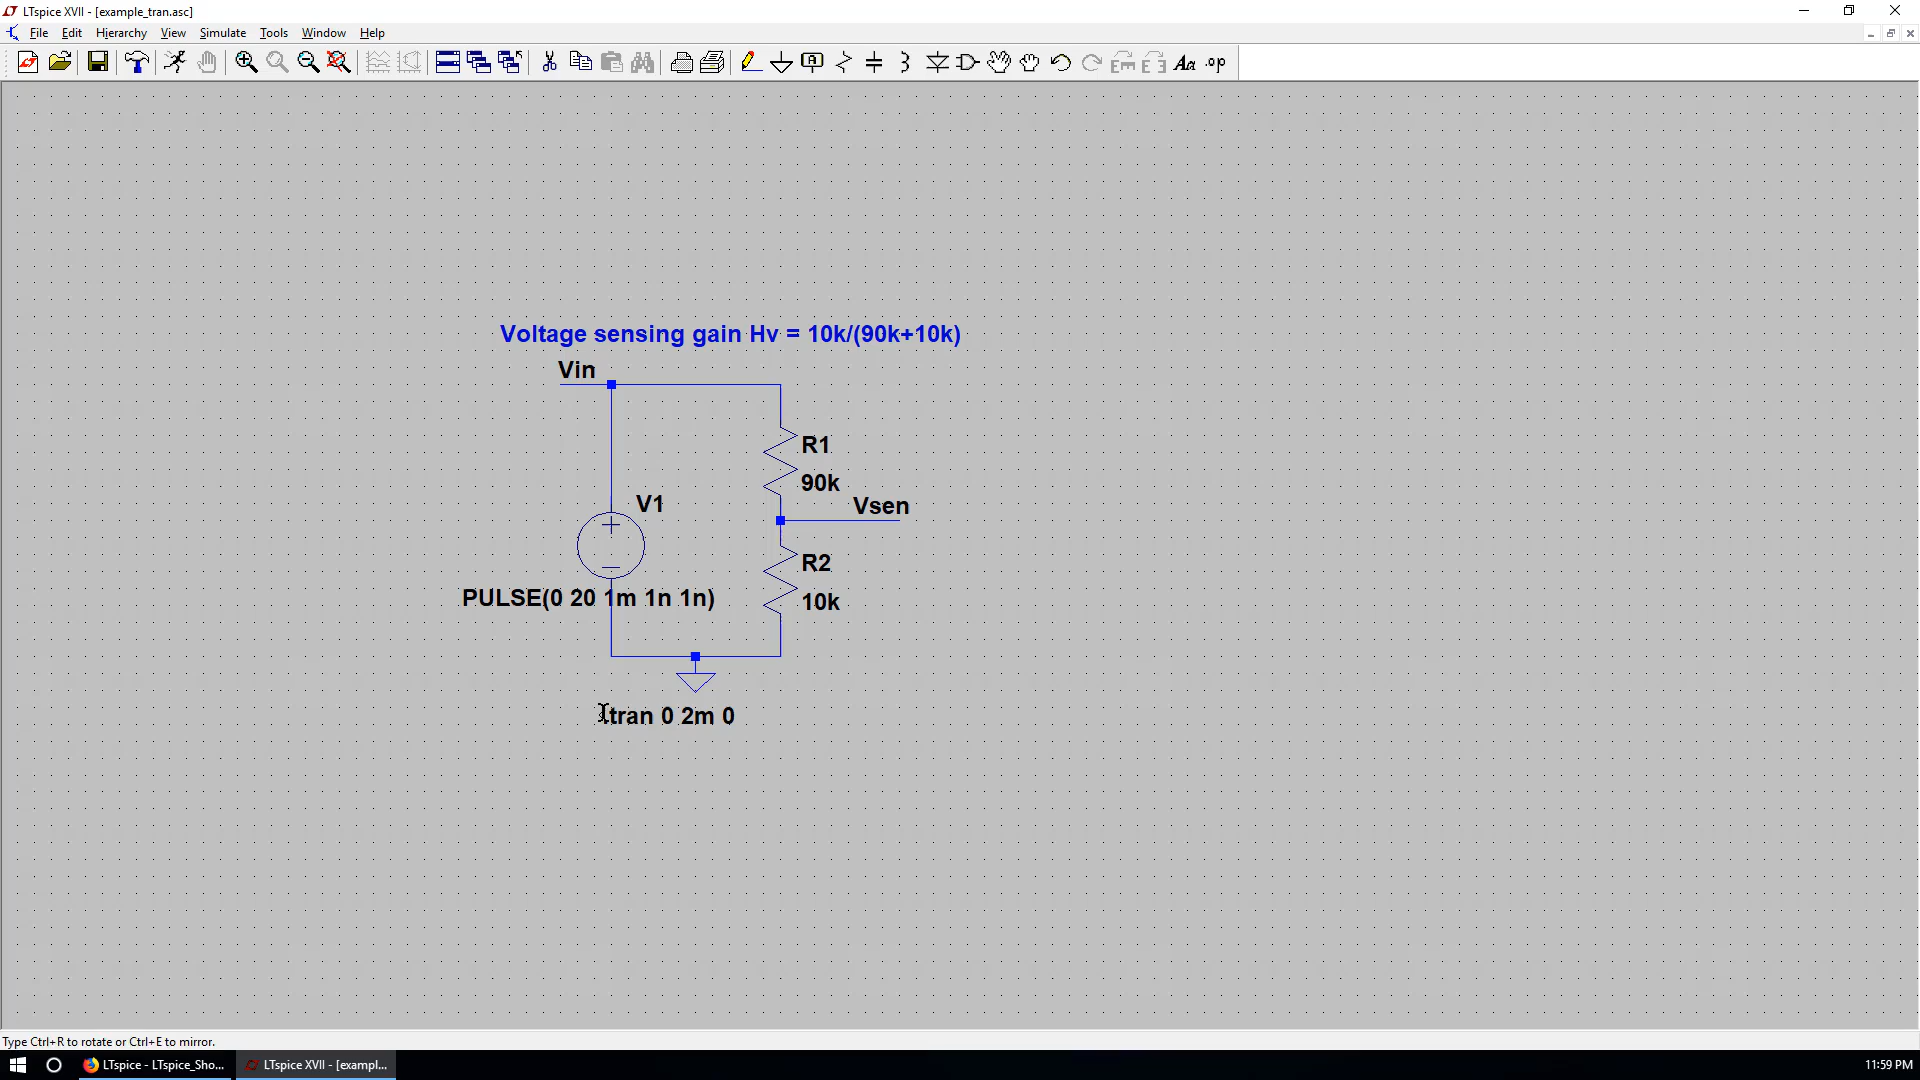 LTspice XVII - [example_tran.asc]
File Edit Hierarchy View Simulate Tools Window Help
Aa .op
Voltage sensing gain Hv = 10k/(90k+10k)
Vin
R1
90k
V1
Vsen
R2
PULSE(0 20 1m 1n 1n)
10k
.tran 0 2m 0
Type Ctrl+R to rotate or Ctrl+E to mirror.
LTspice - LTspice_Sho... LTspice XVII - [exampl... 11:59 PM